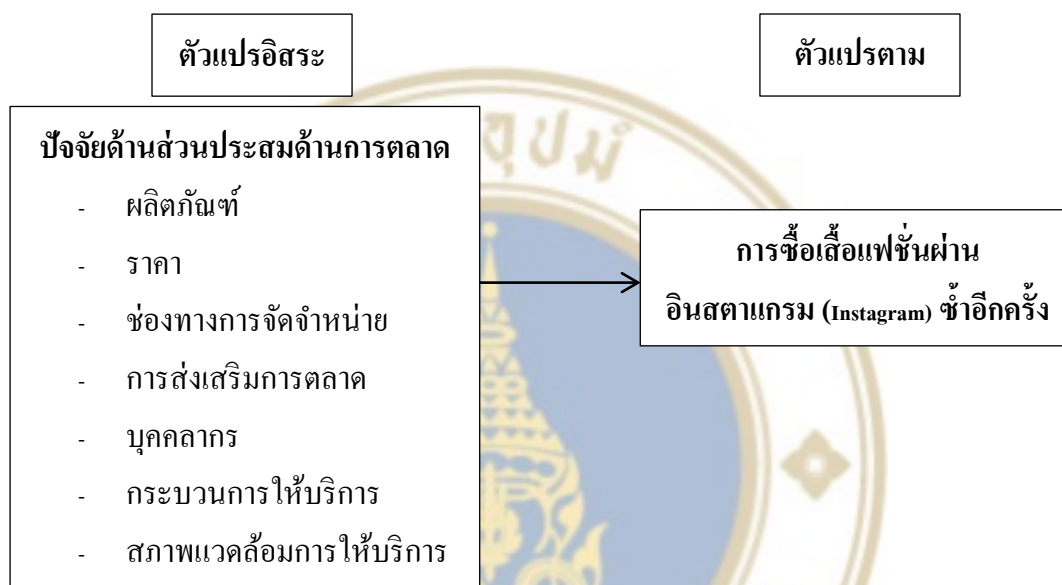 ตัวแปรอิสระ
ตัวแปรตาม
ปัจจัยด้านส่วนประสมด้านการตลาด
- ผลิตภัณฑ์
- ราคา
- ช่องทางการจัดจำหน่าย
- การส่งเสริมการตลาด
- บุคคลากร
- กระบวนการให้บริการ
- สภาพแวดล้อมการให้บริการ
การซื้อเสื้อแฟชั่นผ่าน
อินสตาแกรม (Instagram) ซ้ำอีกครั้ง